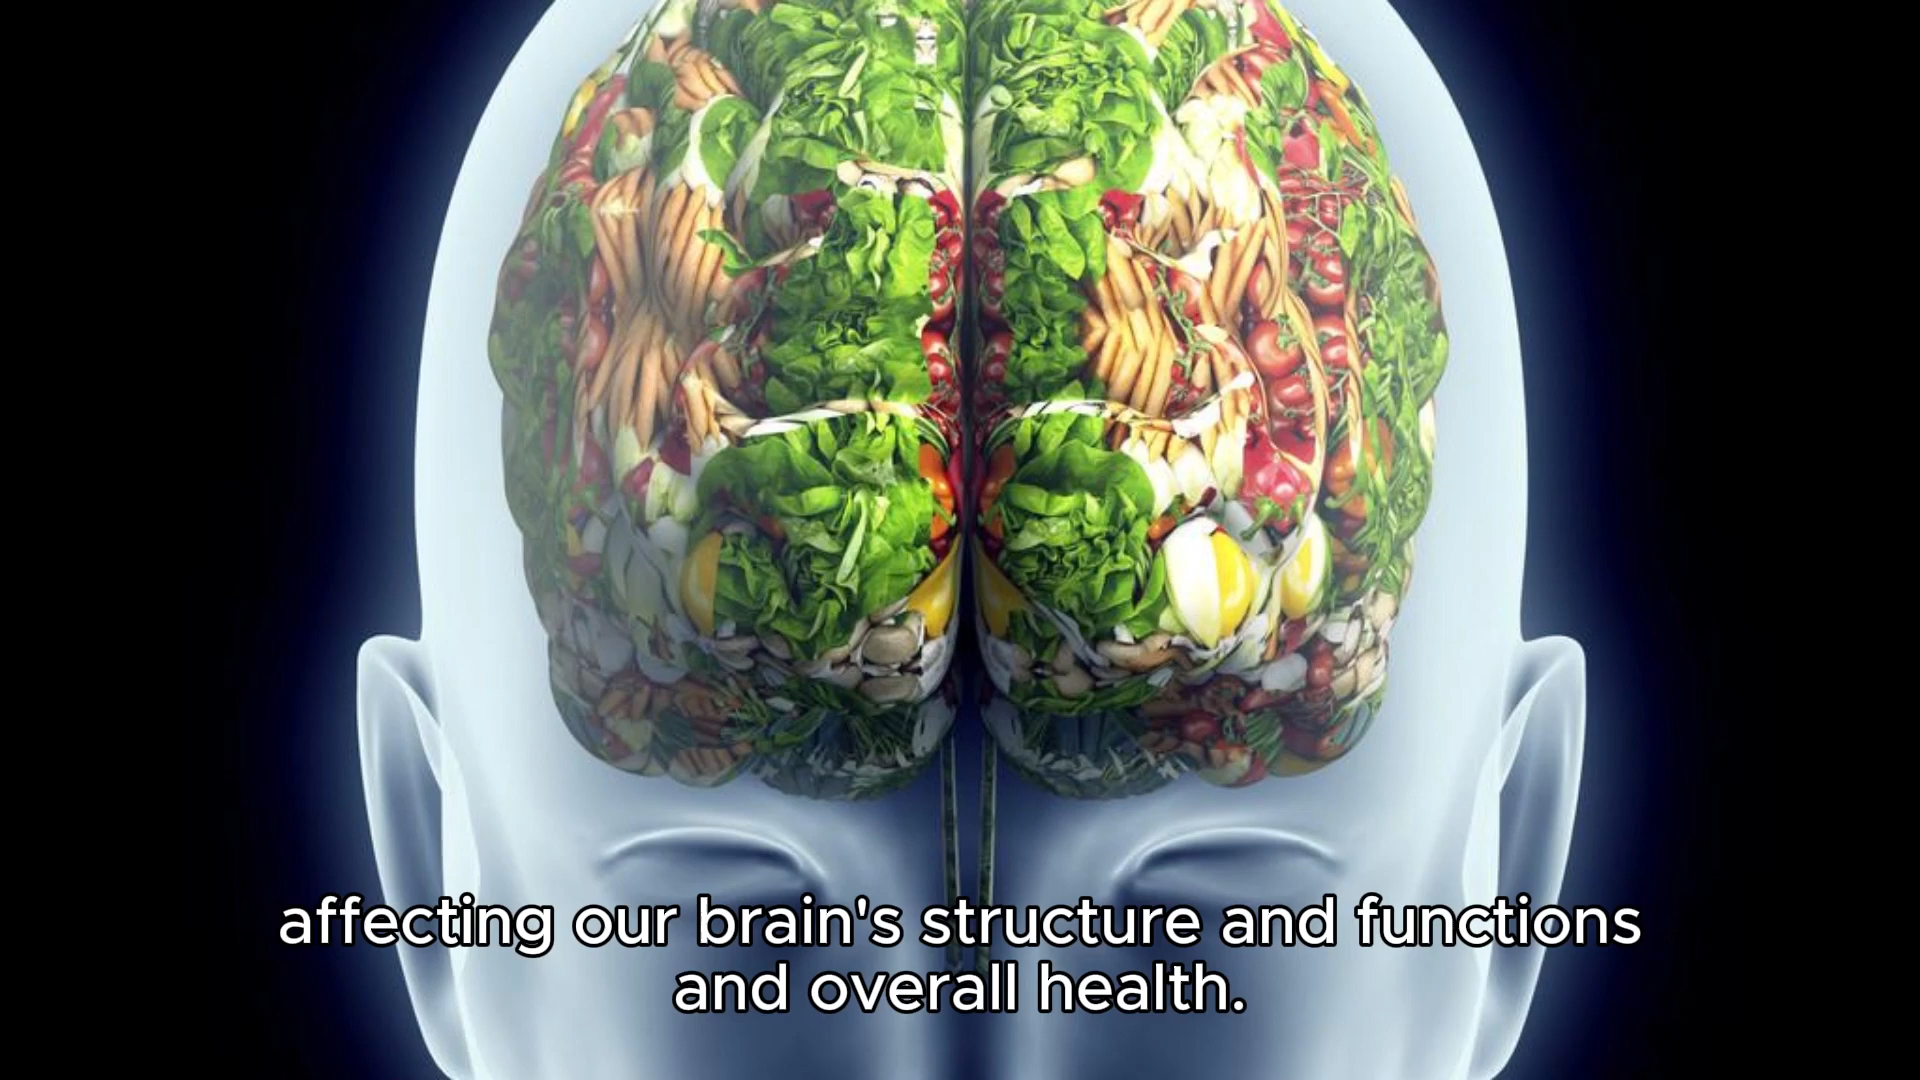 affecting our brain's structure and functions
and overall health.